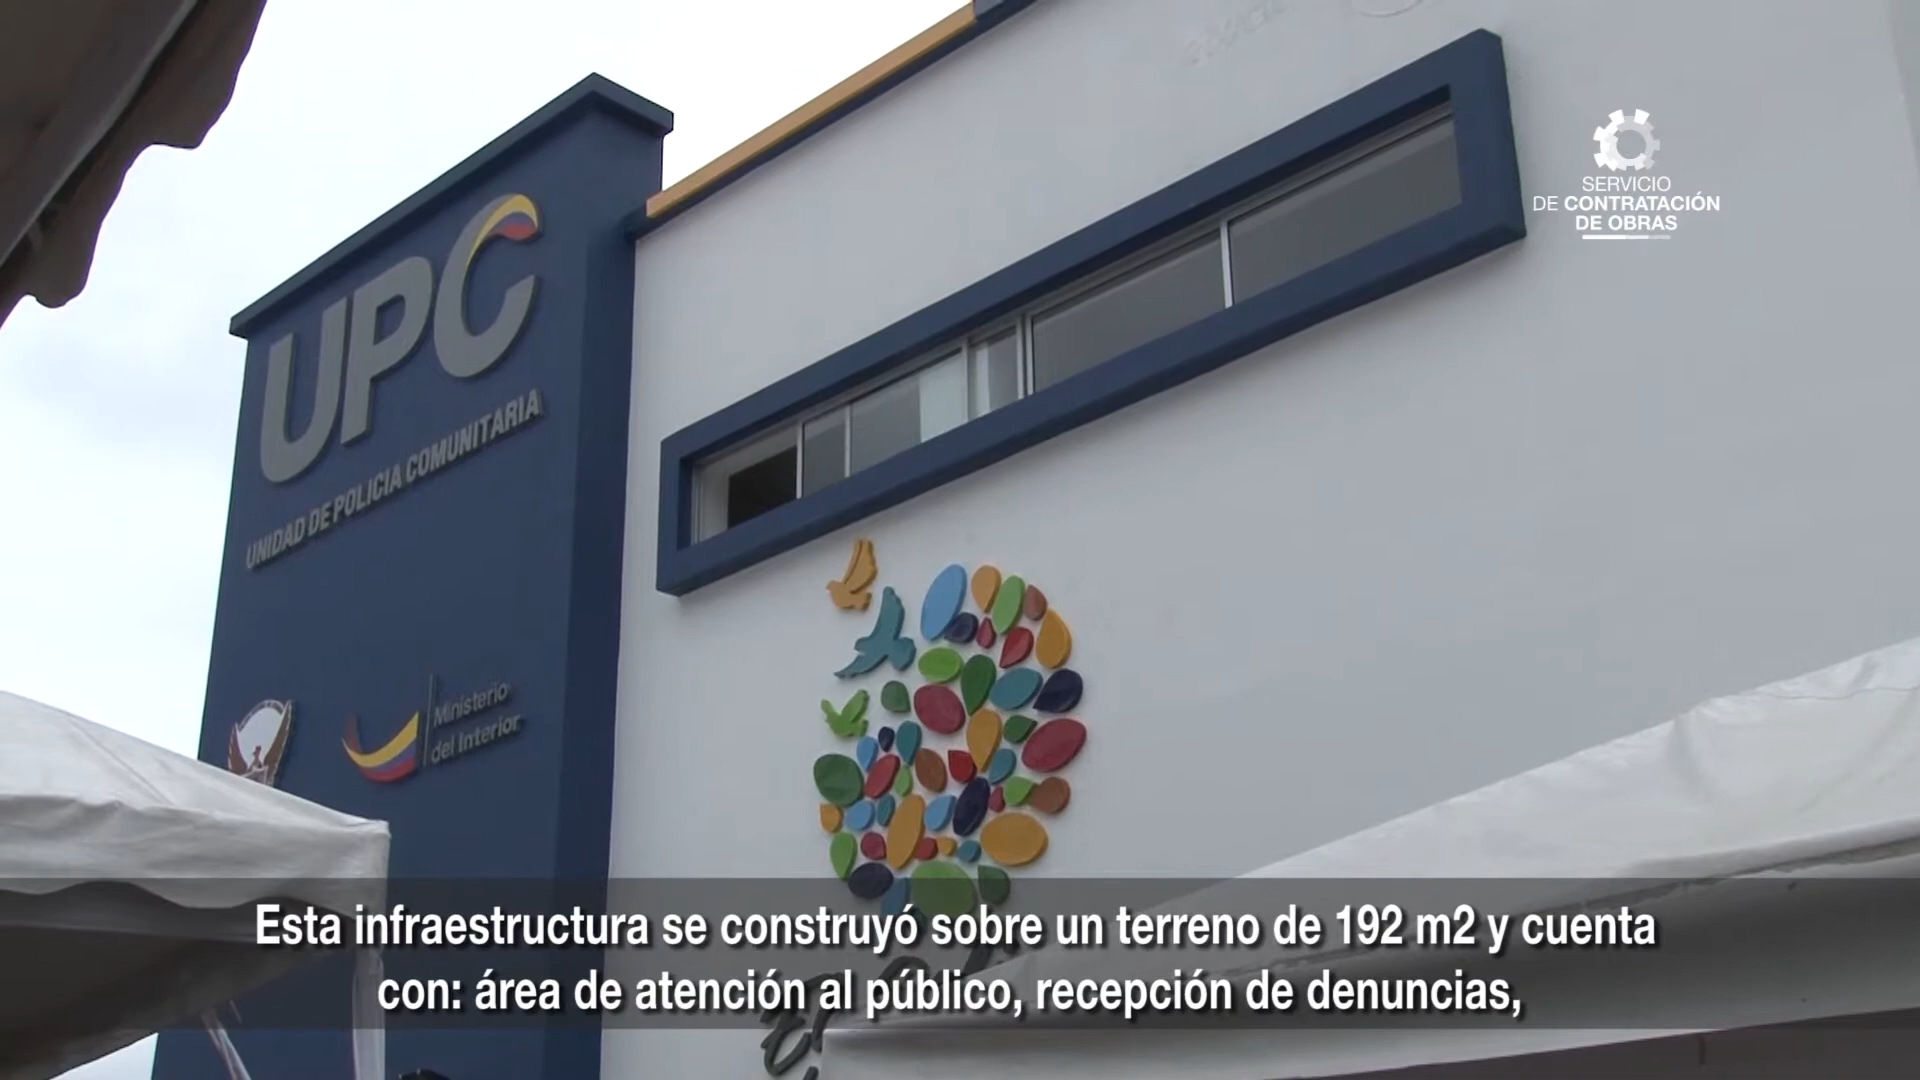 UPC
UNIDAD DE POLICIA COMUNITARIA
Ministerio
del Interior
SERVICIO
DE CONTRATACIÓN
DE OBRAS
Esta infraestructura se construyó sobre un terreno de 192 m2 y cuenta
con: área de atención al público, recepción de denuncias,